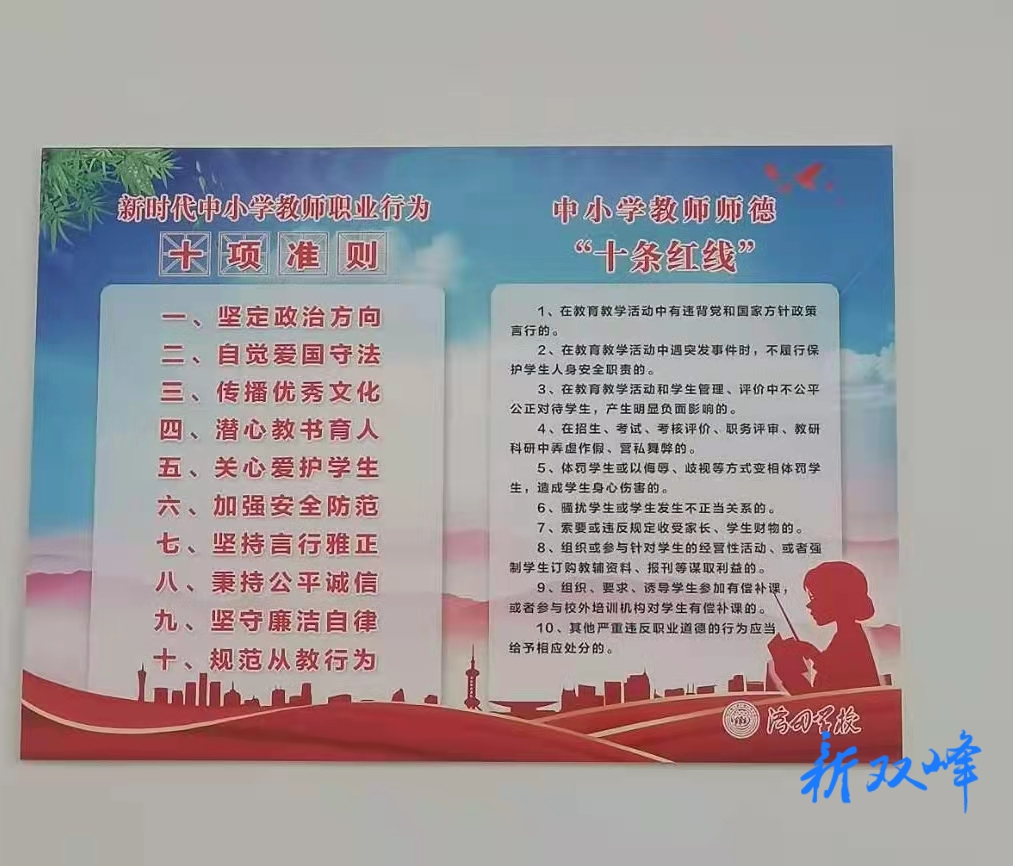 新时代中小学教师职业行为
十项准则
一、坚定政治方向
二、自觉爱国守法
三、传播优秀文化
四、潜心教书育人
五、关心爱护学生
六、加强安全防范
七、坚持言行雅正
八、秉持公平诚信
九、坚守廉洁自律
十、规范从教行为
中小学教师师德
“十条红线”
1、在教育教学活动中有违背党和国家方针政策
言行的。
2、在教育教学活动中遇突发事件时，不履行保
护学生人身安全职责的。
3、在教育教学活动和学生管理、评价中不公平
公正对待学生，产生明显负面影响的。
4、在招生、考试、考核评价、职务评审、教研
科研中弄虚作假、营私舞弊的。
5、体罚学生或以侮辱、歧视等方式变相体罚学
生，造成学生身心伤害的。
6、骚扰学生或学生发生不正当关系的。
7、索要或违反规定收受家长、学生财物的。
8、组织或参与针对学生的经营性活动、或者强
制学生订购教辅资料、报刊等谋取利益的。
9、组织、要求、诱导学生参加有偿补课，
或者参与校外培训机构对学生有偿补课的。
10、其他严重违反职业道德的行为应当
给予相应处分的。
学校
新双峰